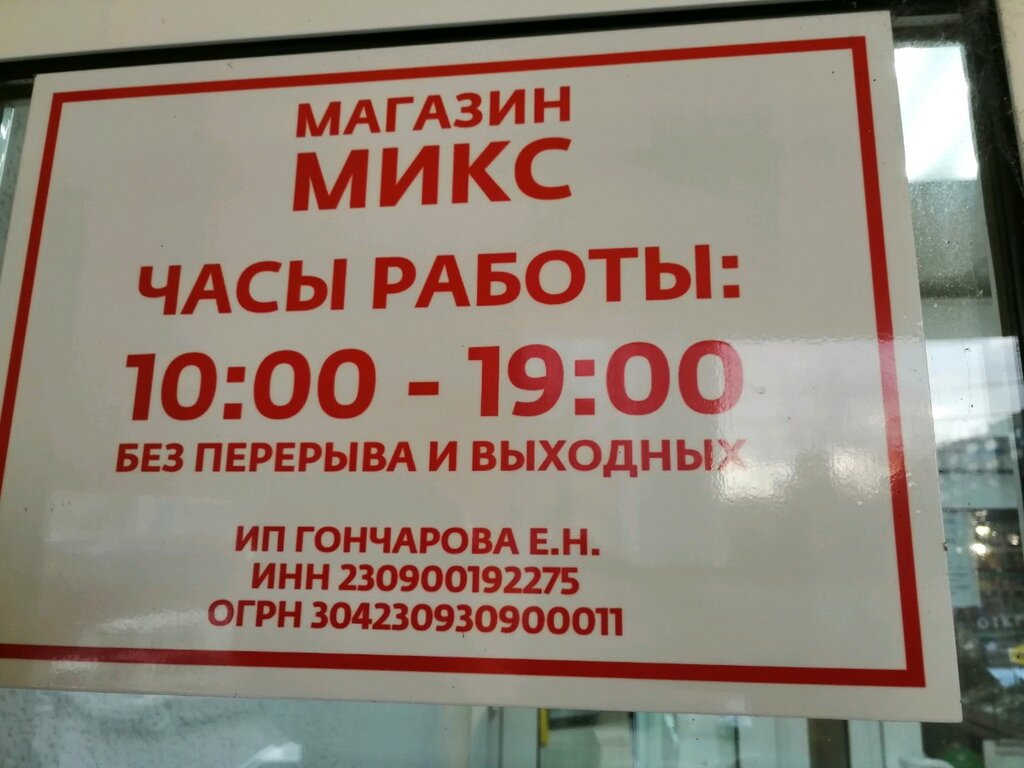 МАГАЗИН
МИКС
ЧАСЫ РАБОТЫ:
10:00 - 19:00
БЕЗ ПЕРЕРЫВА И ВЫХОДНЫХ
ИП ГОНЧАРОВА Е.Н.
ИНН 230900192275
ОГРН 304230930900011